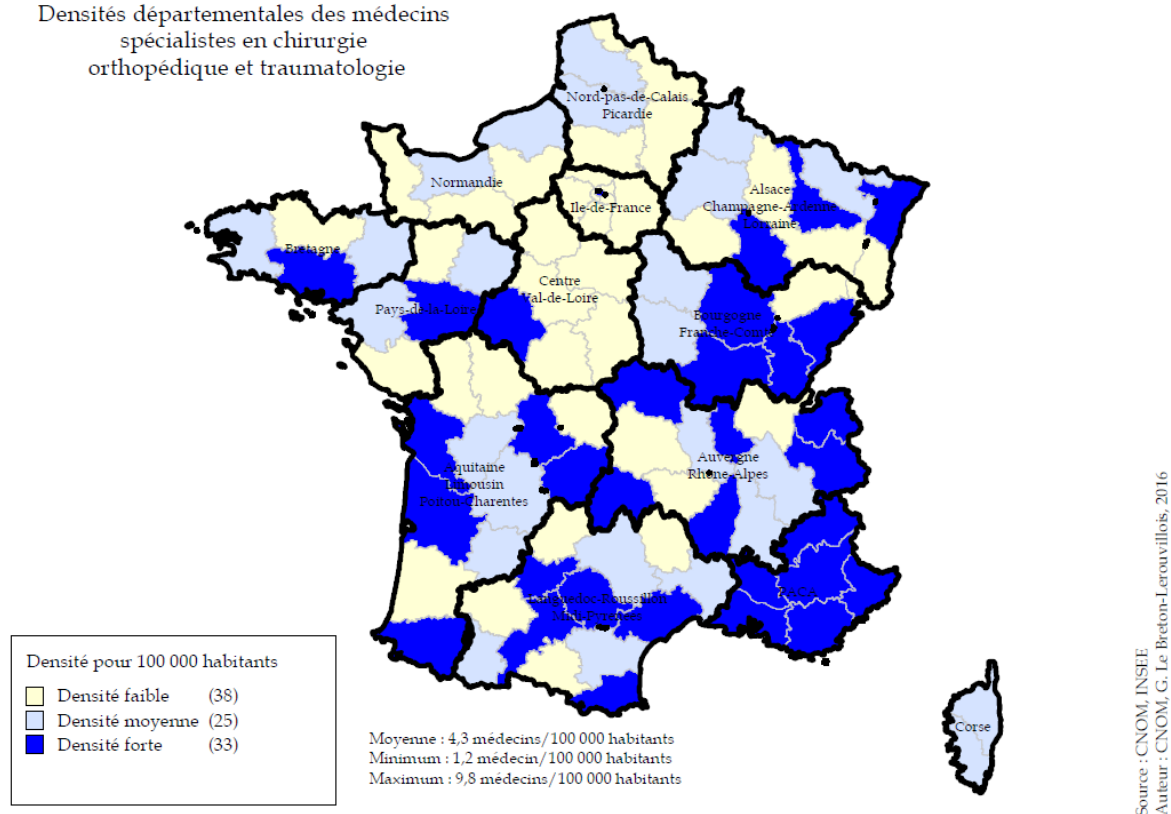 Densités départementales des médecins
spécialistes en chirurgie
orthopédique et traumatologie
Nord-pas-de-Calais
Picardie
Normandie
Ile-de-France
Alsace
Champagne-Ardenne
Lorraine
Bretagne
Centre
Val-de-Loire
Pays-de-la-Loire
Bourgogne
Franche-Comté
Auvergne
Rhône-Alpes
Aquitaine
Limousin
Poitou-Charentes
Languedoc-Roussillon
Midi-Pyrénées
PACA
Corse
Densité pour 100 000 habitants
Densité faible (38)
Densité moyenne (25)
Densité forte (33)
Moyenne : 4,3 médecins/100 000 habitants
Minimum : 1,2 médecin/100 000 habitants
Maximum : 9,8 médecins/100 000 habitants
Source : CNOM, INSEE
Auteur : CNOM, G. Le Breton-Lerouvillois, 2016